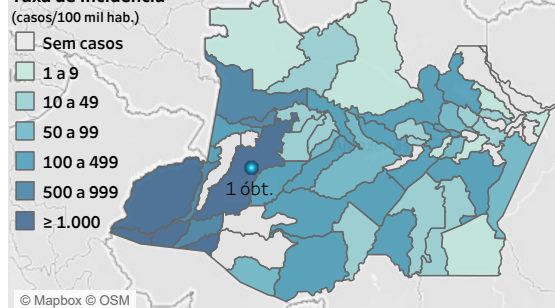 Taxa de incidência
(casos/100 mil hab.)
Sem casos
1 a 9
10 a 49
50 a 99
100 a 499
500 a 999
≥ 1.000
1 óbt.
© Mapbox © OSM